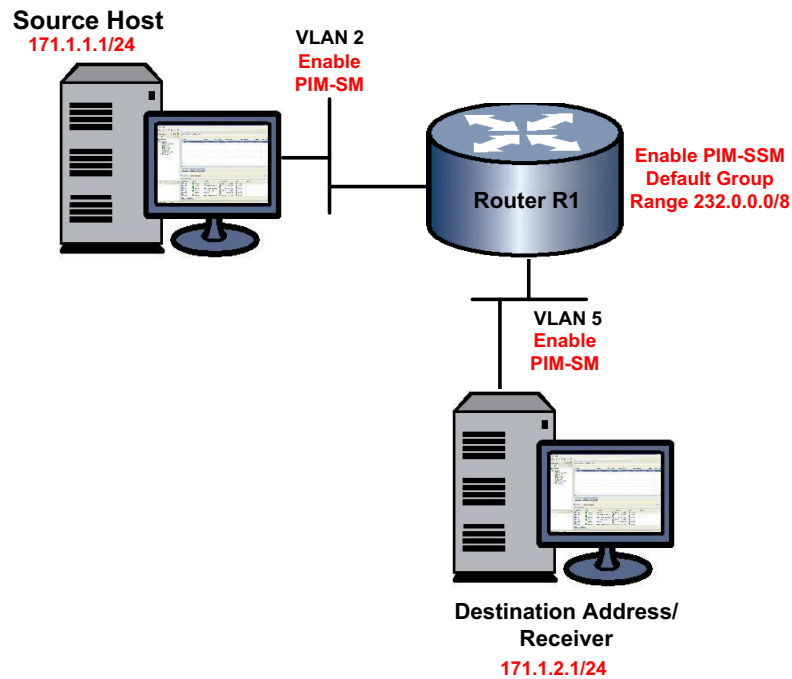 Source Host
171.1.1.1/24
VLAN 2
Enable
PIM-SM
Router R1
Enable PIM-SSM
Default Group
Range 232.0.0.0/8
VLAN 5
Enable
PIM-SM
Destination Address/
Receiver
171.1.2.1/24